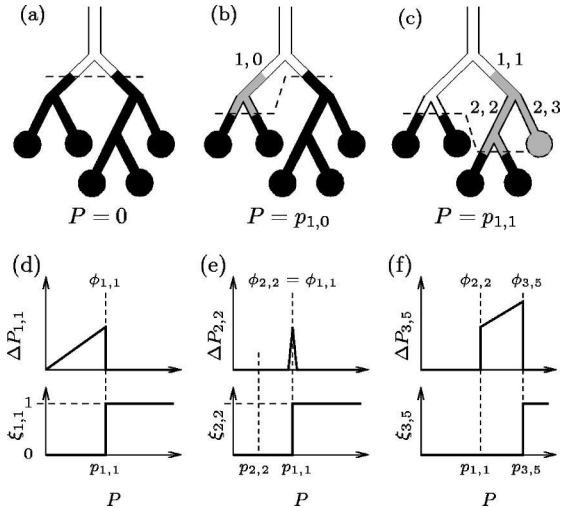 (a) (b) (c)
1, 0 1, 1
2, 2 2, 3
P = 0 P = p₁,₀ P = p₁,₁
(d) (e) (f)
ϕ₁,₁ ϕ₂,₂ = ϕ₁,₁ ϕ₂,₂ ϕ₃,₅
ΔP₁,₁ ΔP₂,₂ ΔP₃,₅
1
ξ₁,₁ ξ₂,₂ ξ₃,₅
0
p₁,₁ p₂,₂ p₁,₁ p₁,₁ p₃,₅
P P P